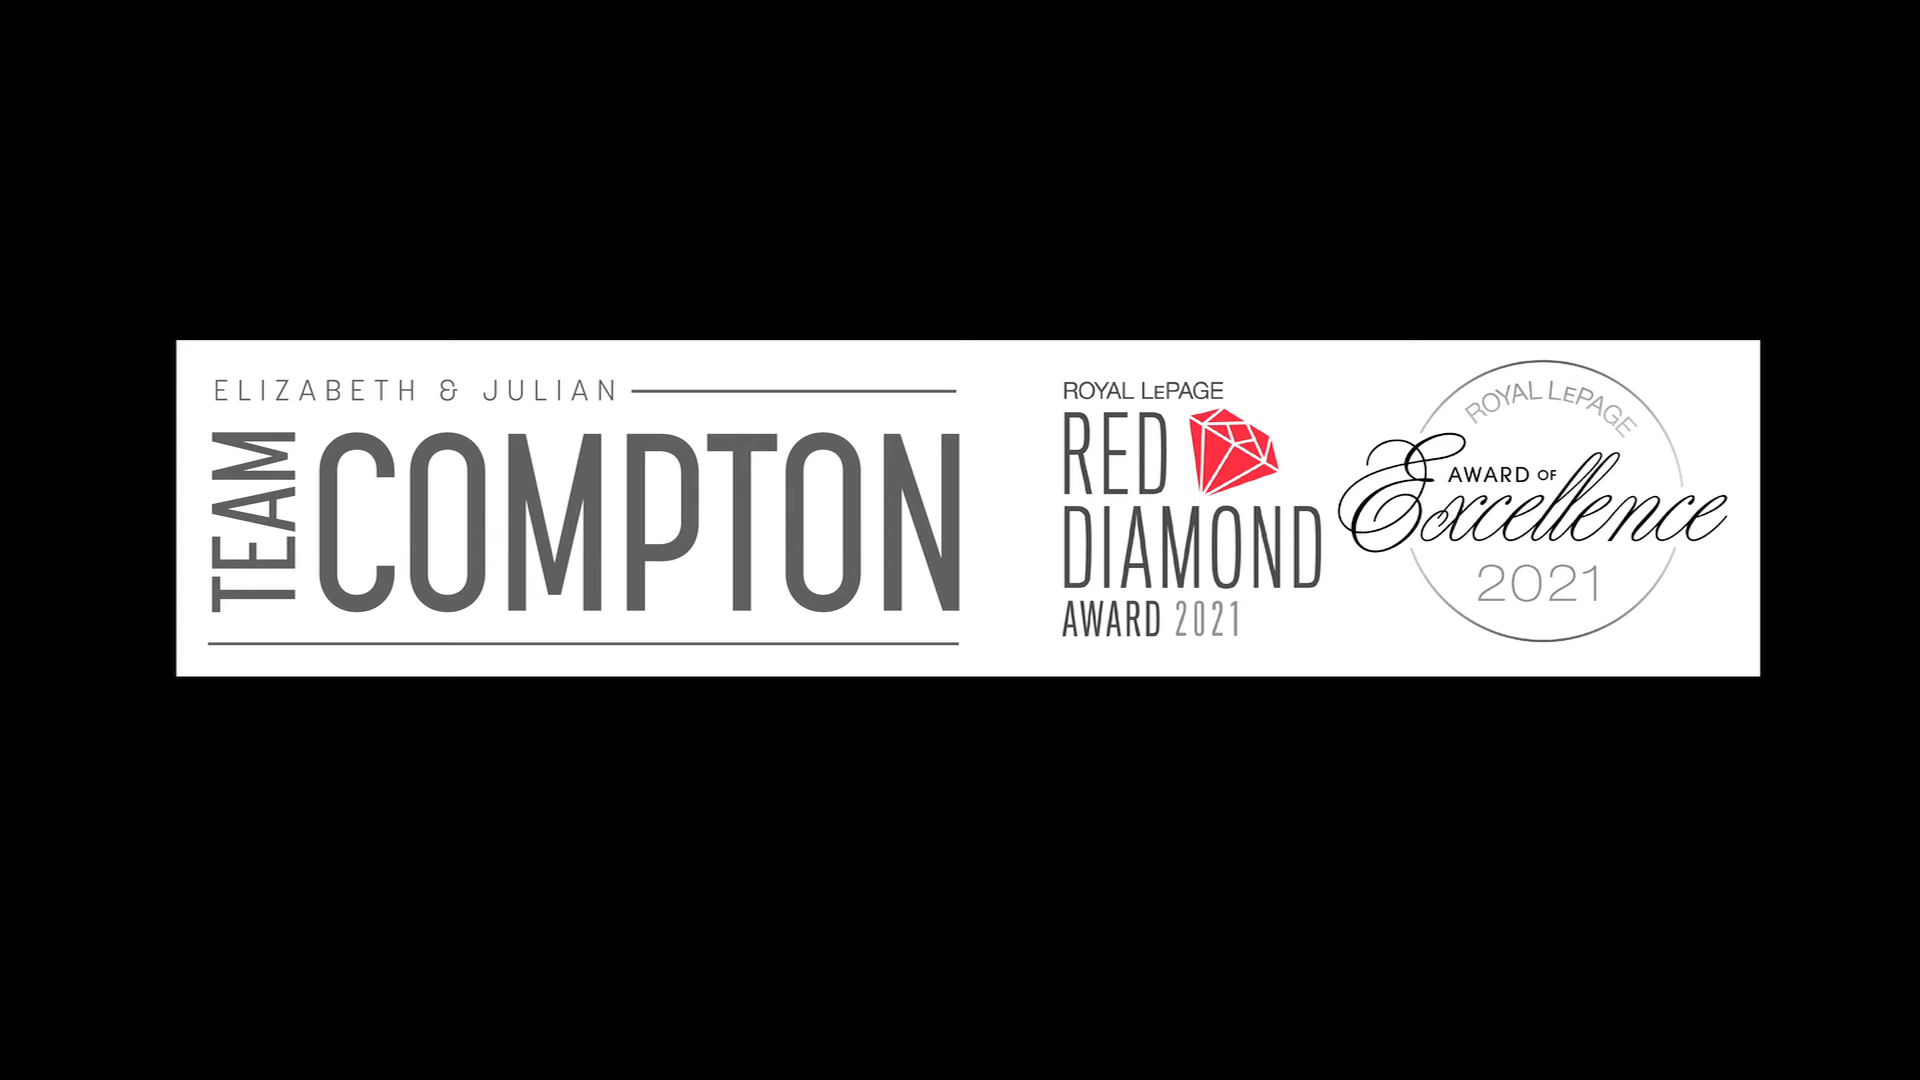 ELIZABETH & JULIAN
TEAM
COMPTON
ROYAL LEPAGE
RED
DIAMOND
AWARD 2021
ROYAL LEPAGE
AWARD OF
Excellence
2021